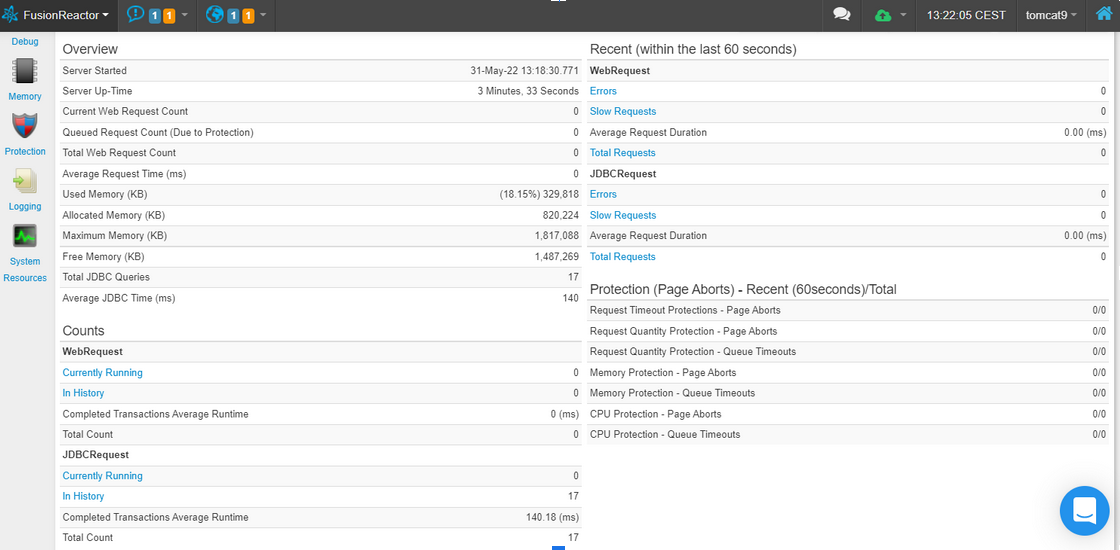 FusionReactor 1 1 1 1 13:22:05 CEST tomcat9
Debug
Memory
Protection
Logging
System
Resources
Overview
Server Started 31-May-22 13:18:30.771
Server Up-Time 3 Minutes, 33 Seconds
Current Web Request Count 0
Queued Request Count (Due to Protection) 0
Total Web Request Count 0
Average Request Time (ms) 0
Used Memory (KB) (18.15%) 329,818
Allocated Memory (KB) 820,224
Maximum Memory (KB) 1,817,088
Free Memory (KB) 1,487,269
Total JDBC Queries 17
Average JDBC Time (ms) 140
Counts
WebRequest
Currently Running 0
In History 0
Completed Transactions Average Runtime 0 (ms)
Total Count 0
JDBCRequest
Currently Running 0
In History 17
Completed Transactions Average Runtime 140.18 (ms)
Total Count 17
Recent (within the last 60 seconds)
WebRequest
Errors 0
Slow Requests 0
Average Request Duration 0.00 (ms)
Total Requests 0
JDBCRequest
Errors 0
Slow Requests 0
Average Request Duration 0.00 (ms)
Total Requests 0
Protection (Page Aborts) - Recent (60seconds)/Total
Request Timeout Protections - Page Aborts 0/0
Request Quantity Protection - Page Aborts 0/0
Request Quantity Protection - Queue Timeouts 0/0
Memory Protection - Page Aborts 0/0
Memory Protection - Queue Timeouts 0/0
CPU Protection - Page Aborts 0/0
CPU Protection - Queue Timeouts 0/0